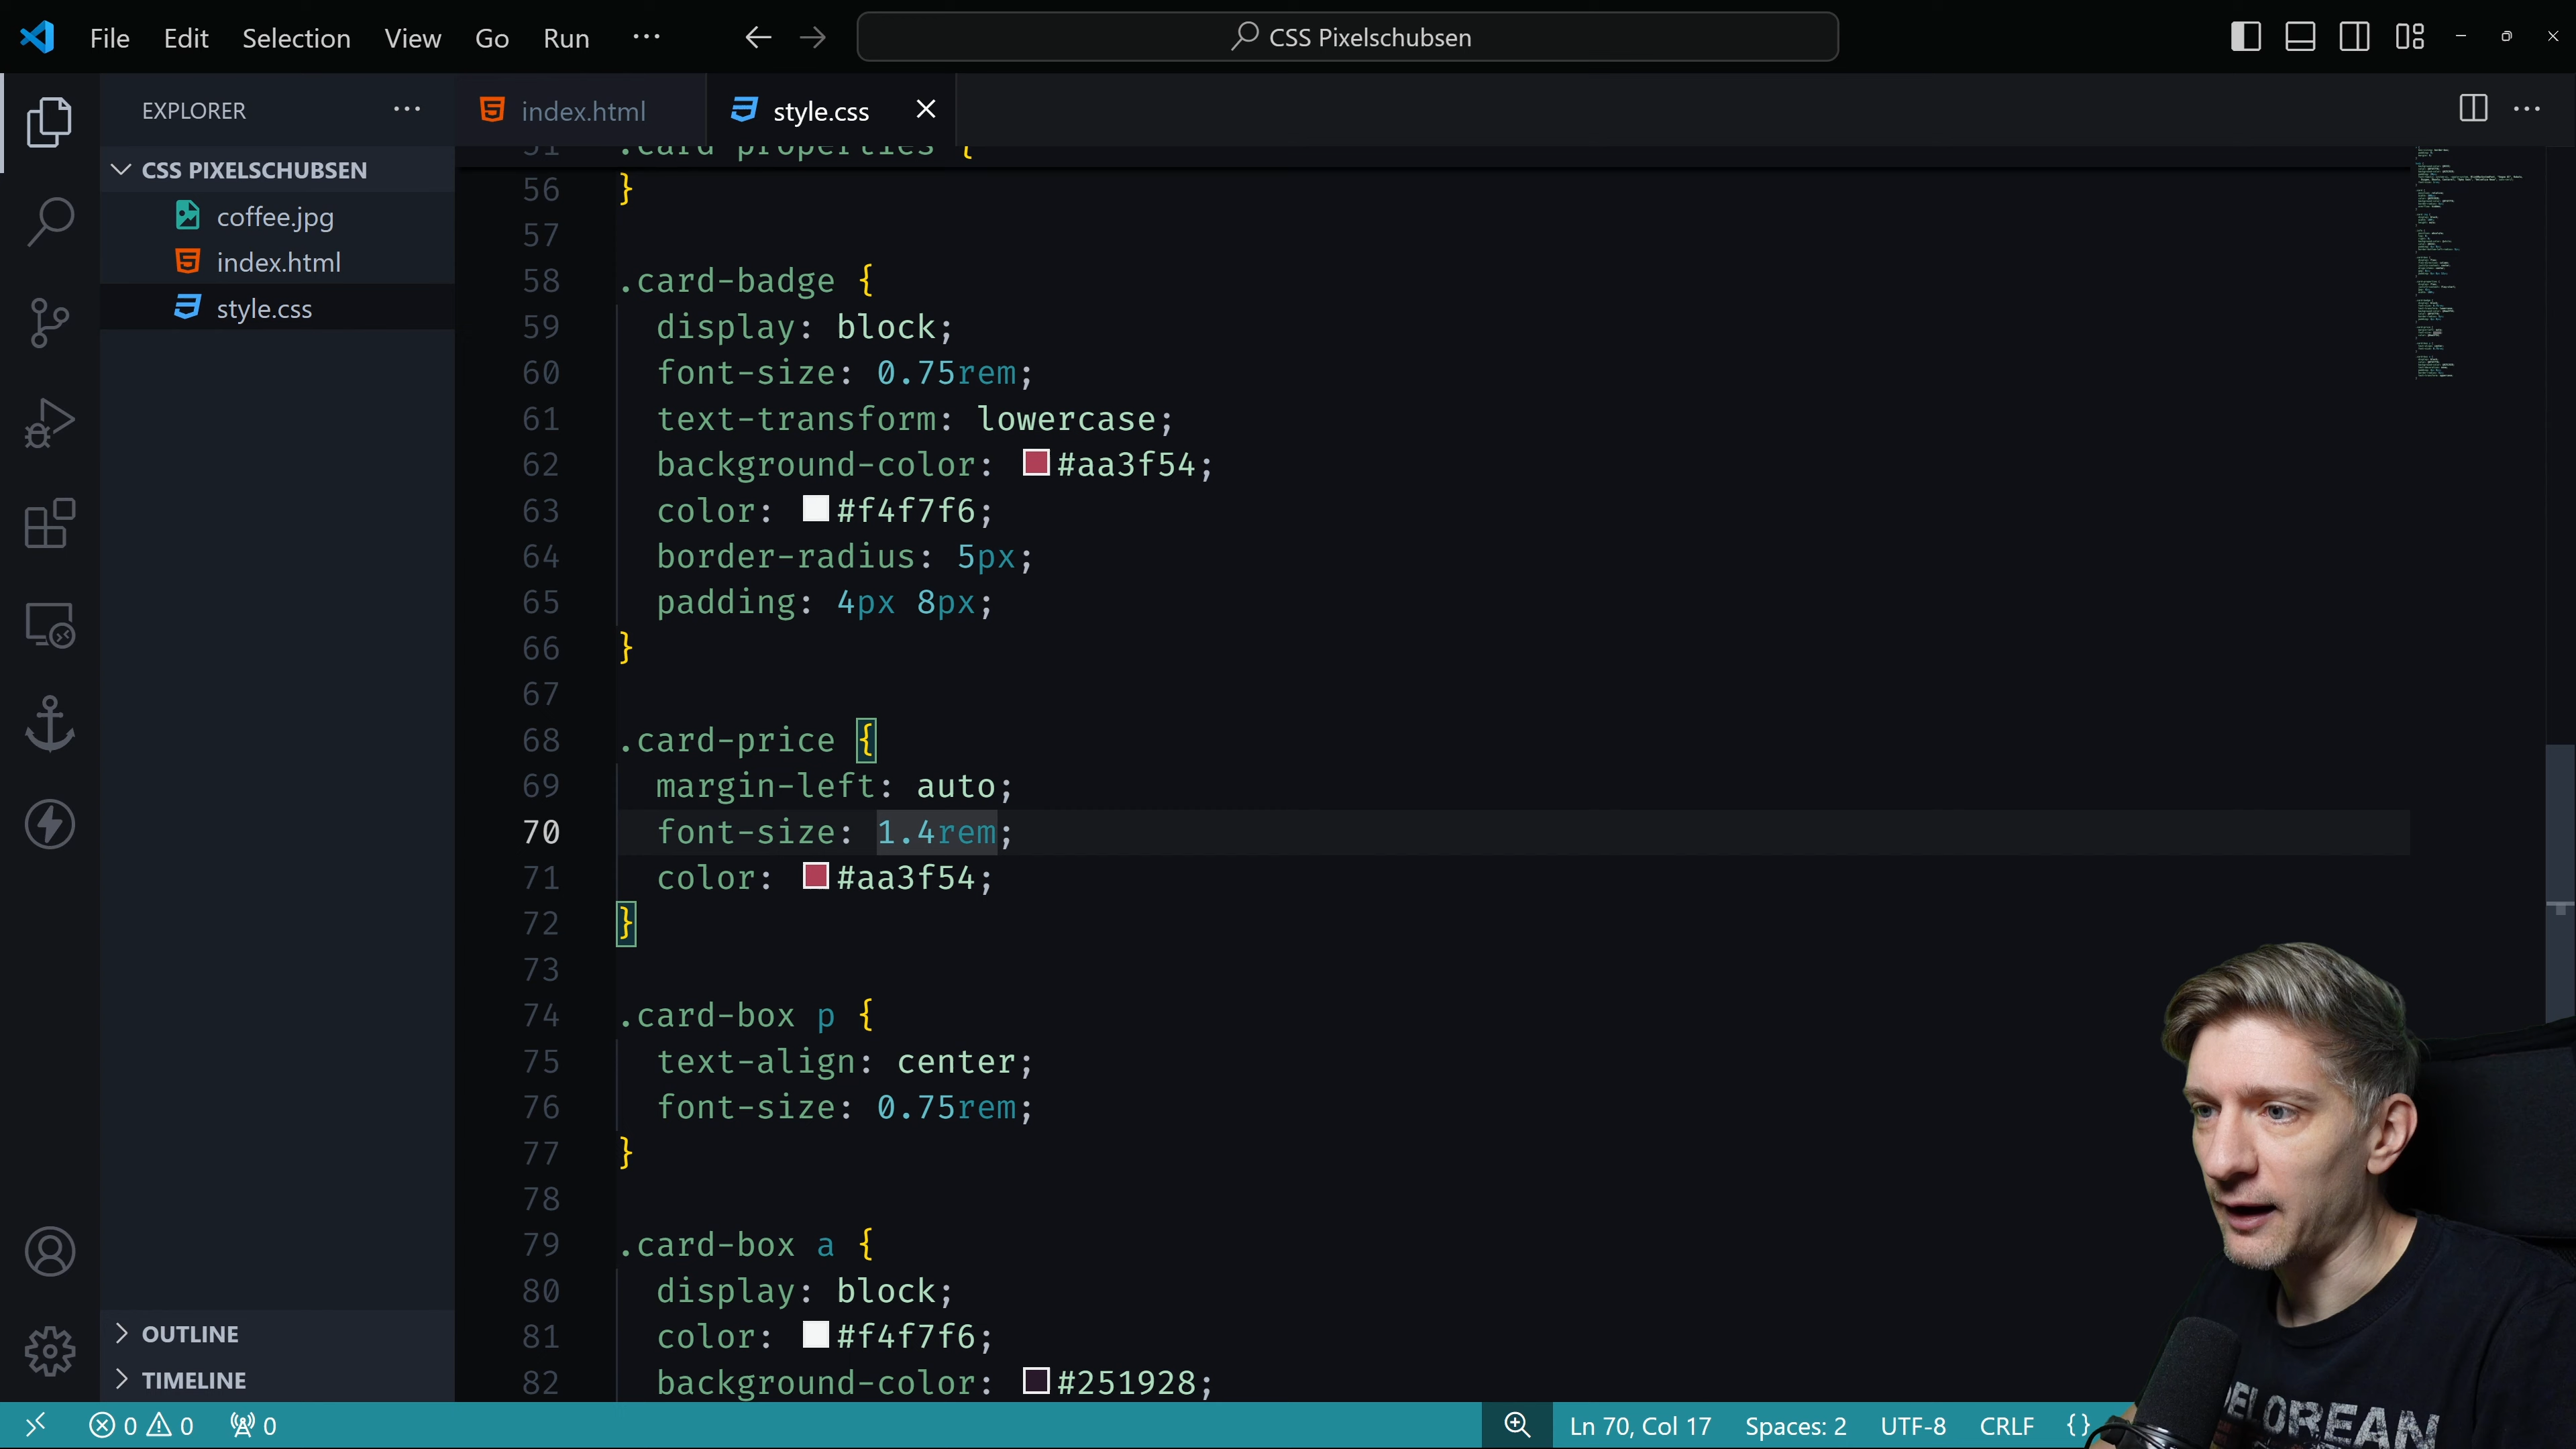 File Edit Selection View Go Run ···
CSS Pixelschubsen
EXPLORER
CSS PIXELSCHUBSEN
coffee.jpg
index.html
style.css
OUTLINE
TIMELINE
index.html
style.css
51 .card-properties {
56 }
57
58 .card-badge {
59 display: block;
60 font-size: 0.75rem;
61 text-transform: lowercase;
62 background-color: #aa3f54;
63 color: #f4f7f6;
64 border-radius: 5px;
65 padding: 4px 8px;
66 }
67
68 .card-price {
69 margin-left: auto;
70 font-size: 1.4rem;
71 color: #aa3f54;
72 }
73
74 .card-box p {
75 text-align: center;
76 font-size: 0.75rem;
77 }
78
79 .card-box a {
80 display: block;
81 color: #f4f7f6;
82 background-color: #251928;
0 0 0
Ln 70, Col 17 Spaces: 2 UTF-8 CRLF {}
DELOREAN